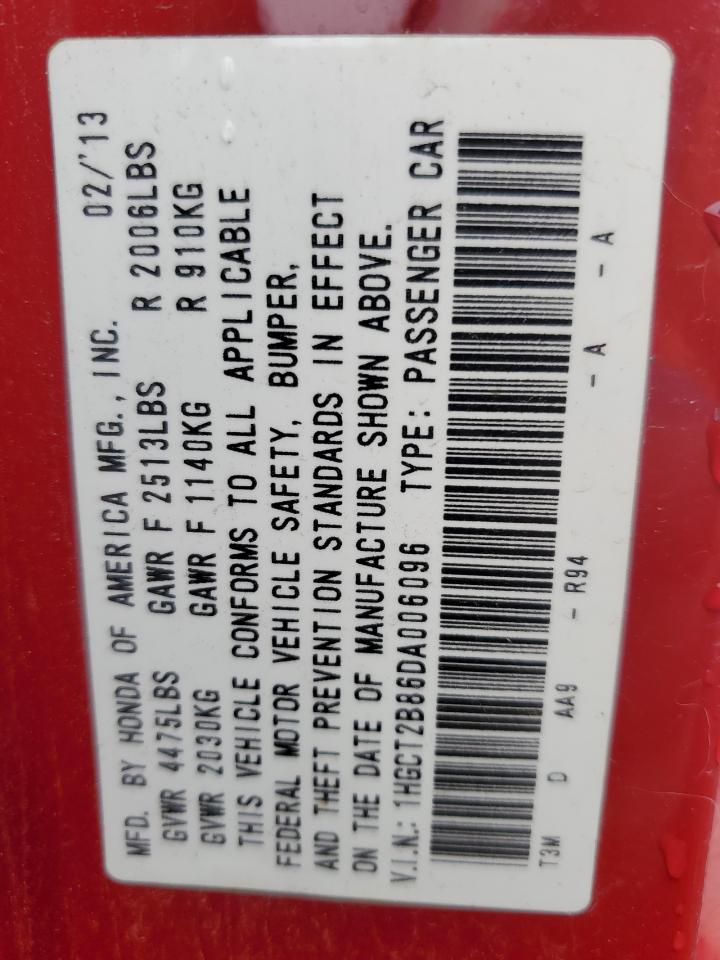 MFD. BY HONDA OF AMERICA MFG., INC. 02/'13
GVWR 4475LBS GAWR F 2513LBS R 2006LBS
GVWR 2030KG GAWR F 1140KG R 910KG
THIS VEHICLE CONFORMS TO ALL APPLICABLE
FEDERAL MOTOR VEHICLE SAFETY, BUMPER,
AND THEFT PREVENTION STANDARDS IN EFFECT
ON THE DATE OF MANUFACTURE SHOWN ABOVE.
V.I.N.: 1HGCT2B86DA006096 TYPE: PASSENGER CAR
T3M D AA9 - R94 - A - A